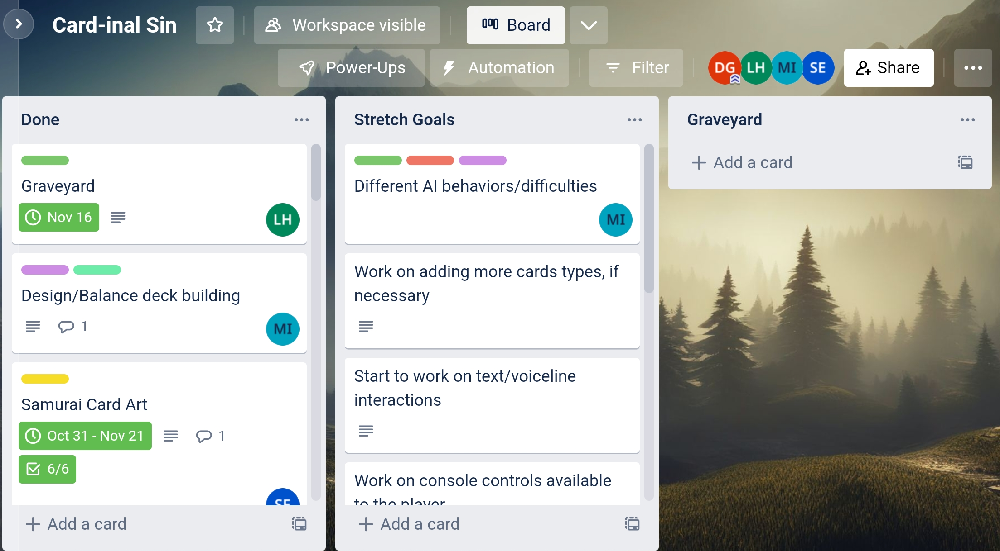 Card-inal Sin
Workspace visible
Board
Power-Ups
Automation
Filter
DG
LH
MI
SE
Share
Done
Graveyard
Nov 16
LH
Design/Balance deck building
1
MI
Samurai Card Art
Oct 31 - Nov 21
1
6/6
SE
Add a card
Stretch Goals
Different AI behaviors/difficulties
MI
Work on adding more cards types, if
necessary
Start to work on text/voiceline
interactions
Work on console controls available
to the player
Add a card
Graveyard
Add a card